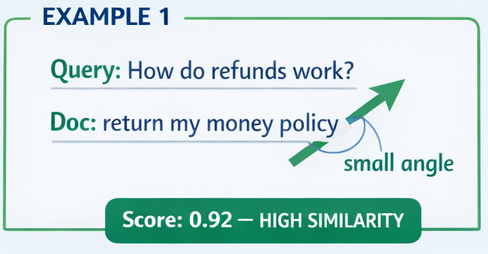 EXAMPLE 1
Query: How do refunds work?
Doc: return my money policy
small angle
Score: 0.92 — HIGH SIMILARITY